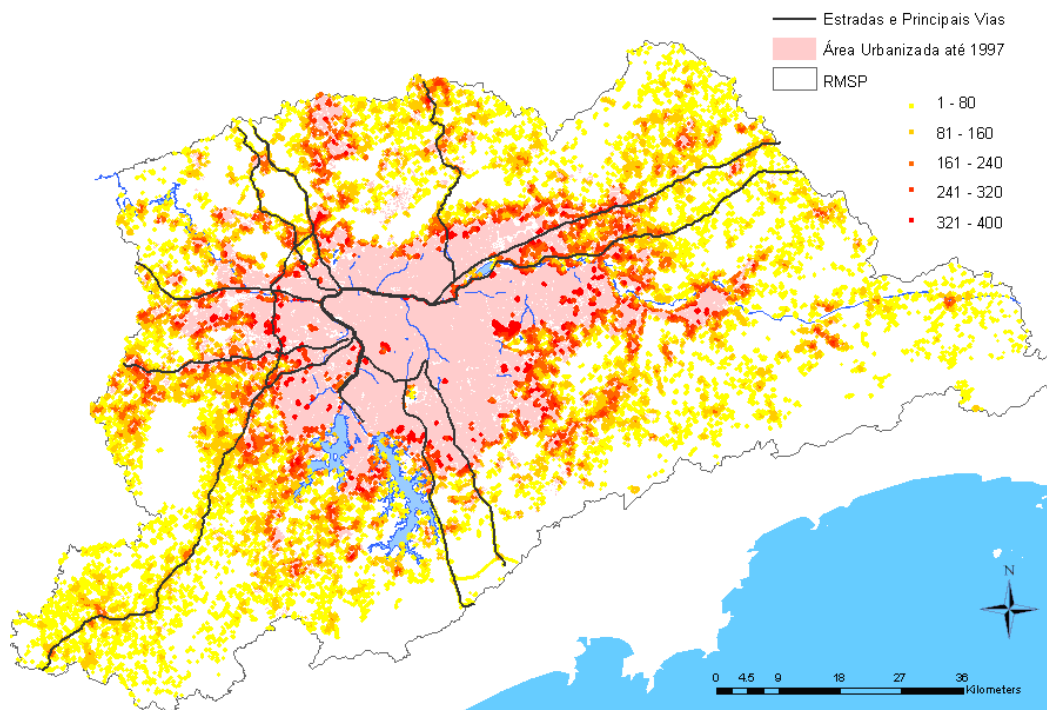 Estradas e Principais Vias
Área Urbanizada até 1997
RMSP
1 - 80
81 - 160
161 - 240
241 - 320
321 - 400
N
0 4.5 9 18 27 36
Kilometers